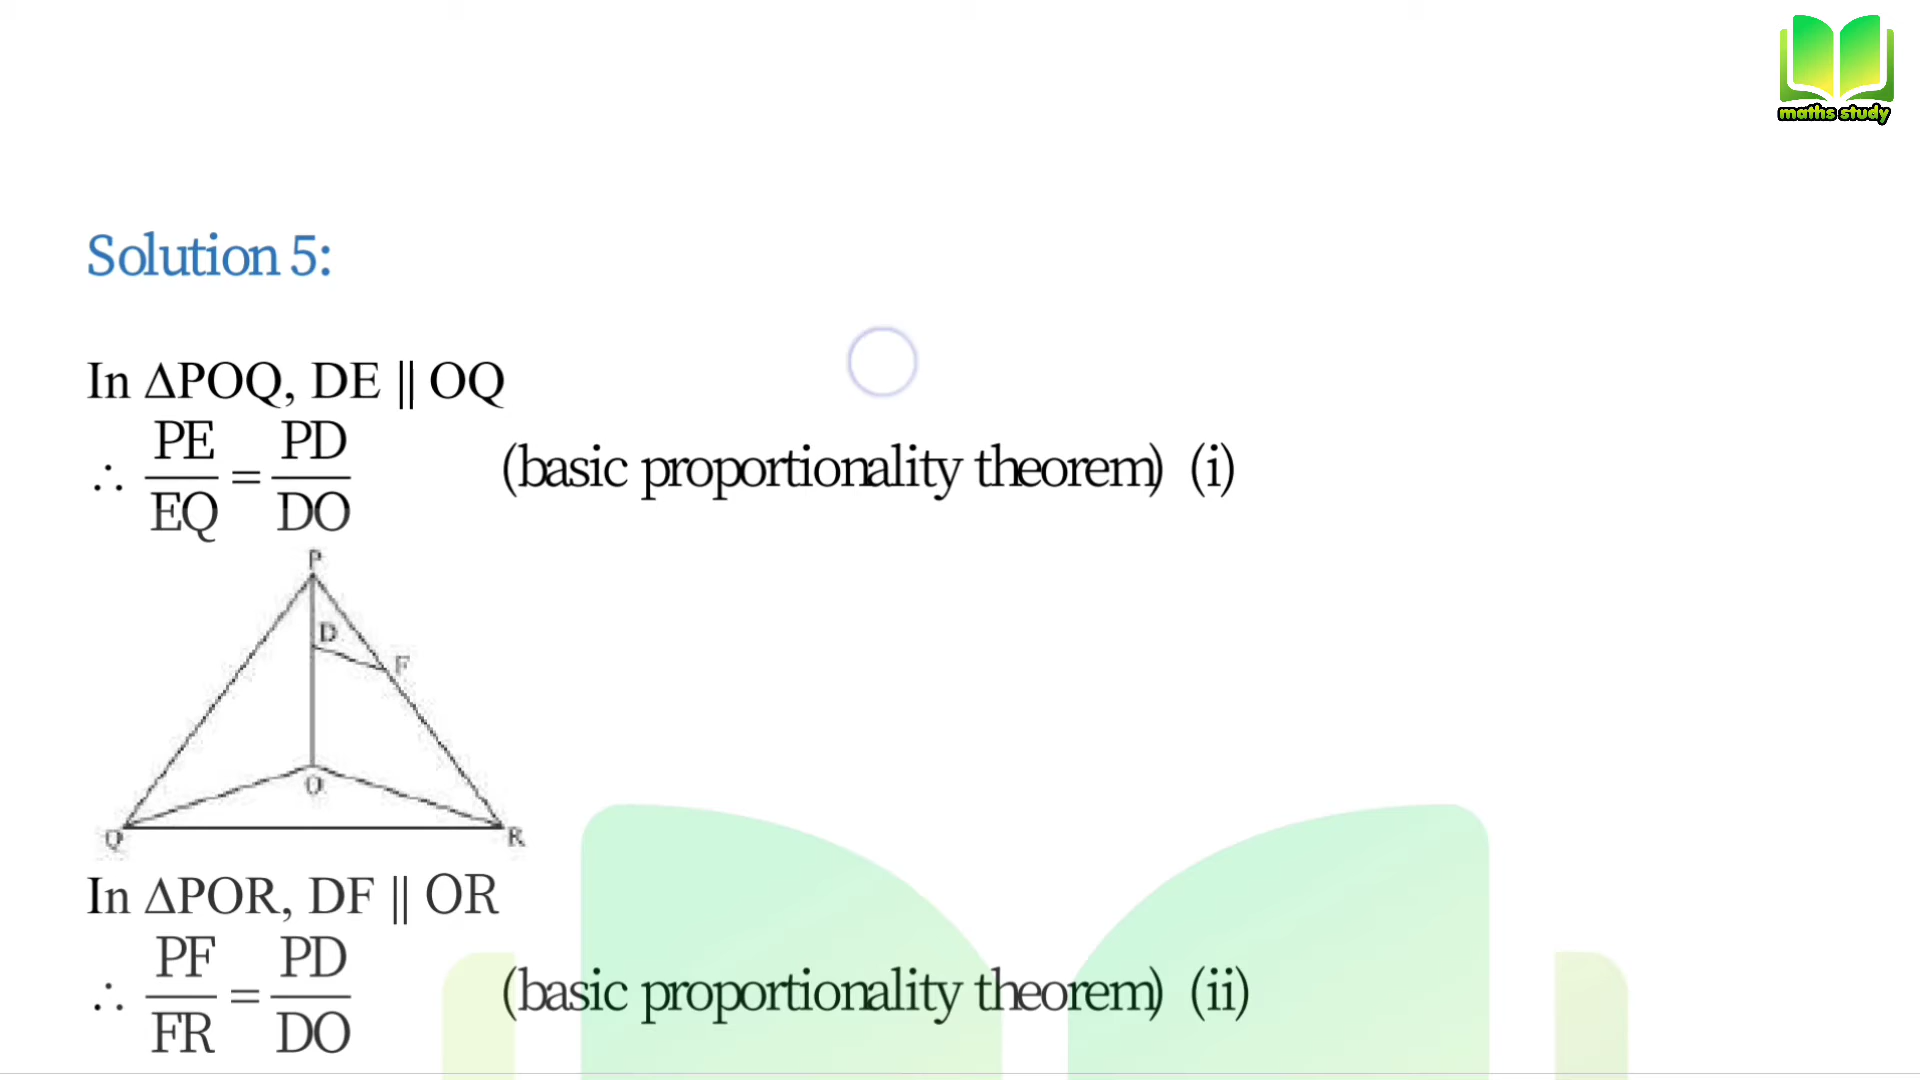 maths study
Solution 5:
In ΔPOQ, DE || OQ
∴ PE/EQ = PD/DO (basic proportionality theorem) (i)
P
D
F
O
Q
R
In ΔPOR, DF || OR
∴ PF/FR = PD/DO (basic proportionality theorem) (ii)